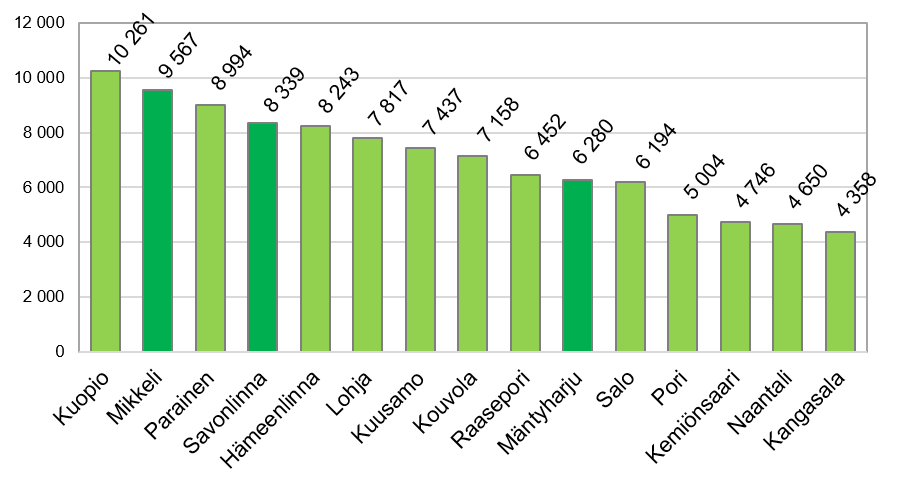 12 000
10 000
8 000
6 000
4 000
2 000
0
10 261
9 567
8 994
8 339
8 243
7 817
7 437
7 158
6 452
6 280
6 194
5 004
4 746
4 650
4 358
Kuopio
Mikkeli
Parainen
Savonlinna
Hämeenlinna
Lohja
Kuusamo
Kouvola
Raasepori
Mäntyharju
Salo
Pori
Kemiönsaari
Naantali
Kangasala